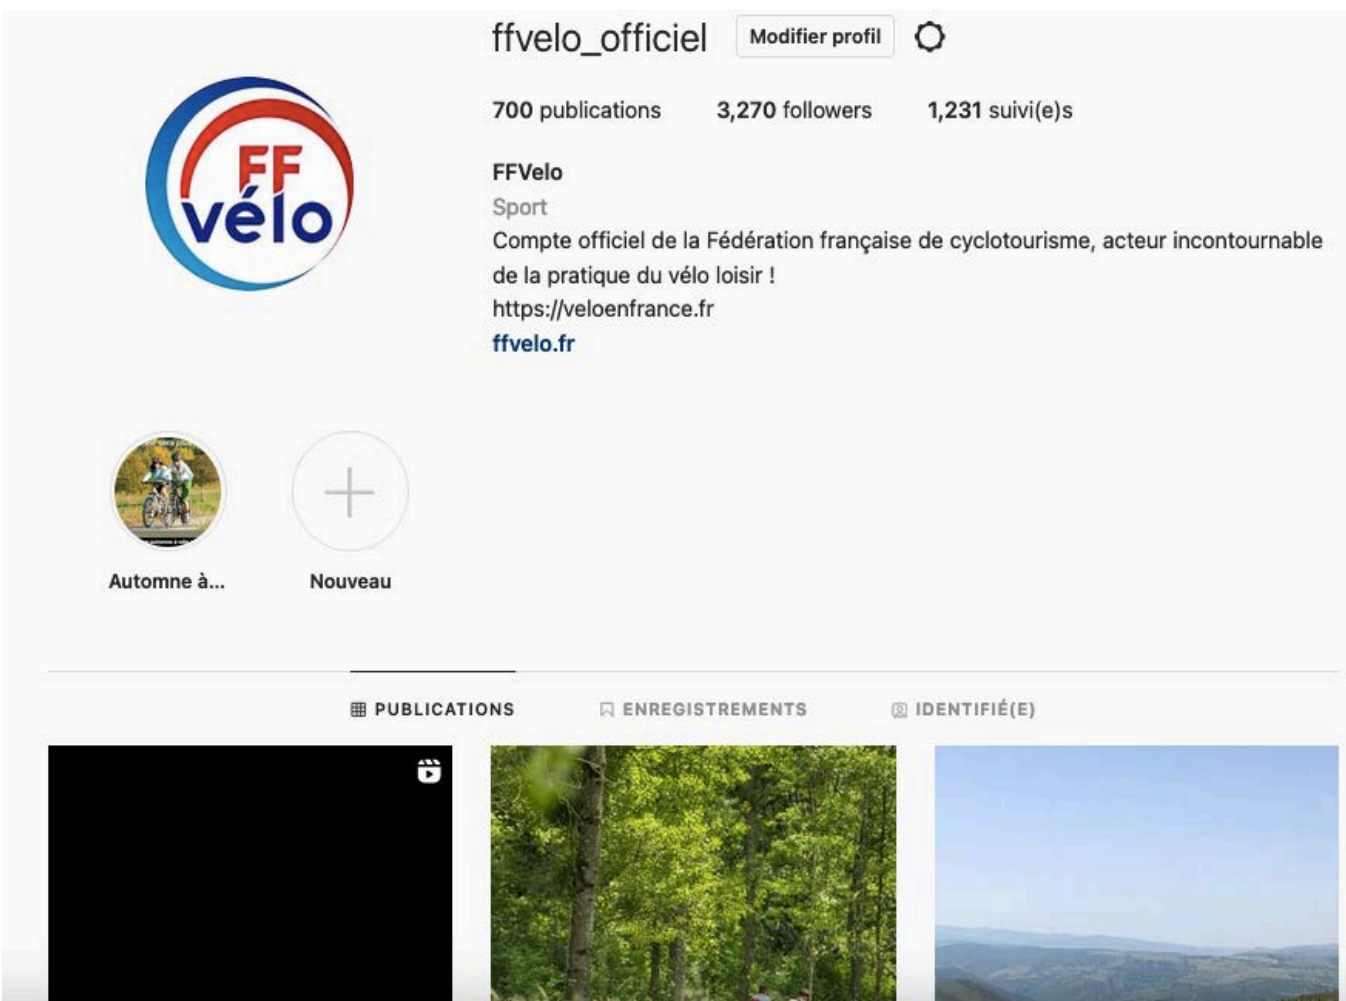 ffvelo_officiel
Modifier profil
700 publications
3,270 followers
1,231 suivi(e)s
FF
vélo
FFVelo
Sport
Compte officiel de la Fédération française de cyclotourisme, acteur incontournable
de la pratique du vélo loisir !
https://veloenfrance.fr
ffvelo.fr
Automne à...
Nouveau
PUBLICATIONS
ENREGISTREMENTS
IDENTIFIÉ(E)